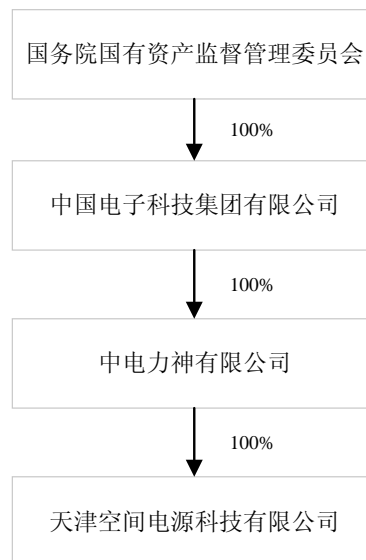 国务院国有资产监督管理委员会
100%
中国电子科技集团有限公司
100%
中电力神有限公司
100%
天津空间电源科技有限公司